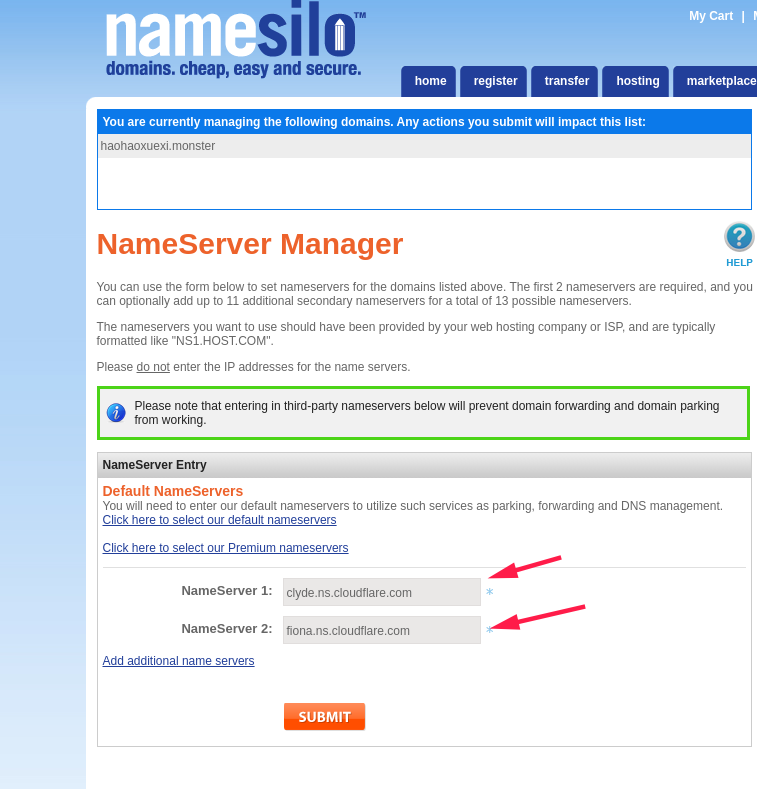 namesilo™
domains. cheap, easy and secure.
My Cart |
home register transfer hosting marketplace
You are currently managing the following domains. Any actions you submit will impact this list:
haohaoxuexi.monster
NameServer Manager
?
HELP
You can use the form below to set nameservers for the domains listed above. The first 2 nameservers are required, and you
can optionally add up to 11 additional secondary nameservers for a total of 13 possible nameservers.
The nameservers you want to use should have been provided by your web hosting company or ISP, and are typically
formatted like "NS1.HOST.COM".
Please do not enter the IP addresses for the name servers.
i
Please note that entering in third-party nameservers below will prevent domain forwarding and domain parking
from working.
NameServer Entry
Default NameServers
You will need to enter our default nameservers to utilize such services as parking, forwarding and DNS management.
Click here to select our default nameservers
Click here to select our Premium nameservers
NameServer 1: clyde.ns.cloudflare.com *
NameServer 2: fiona.ns.cloudflare.com *
Add additional name servers
SUBMIT